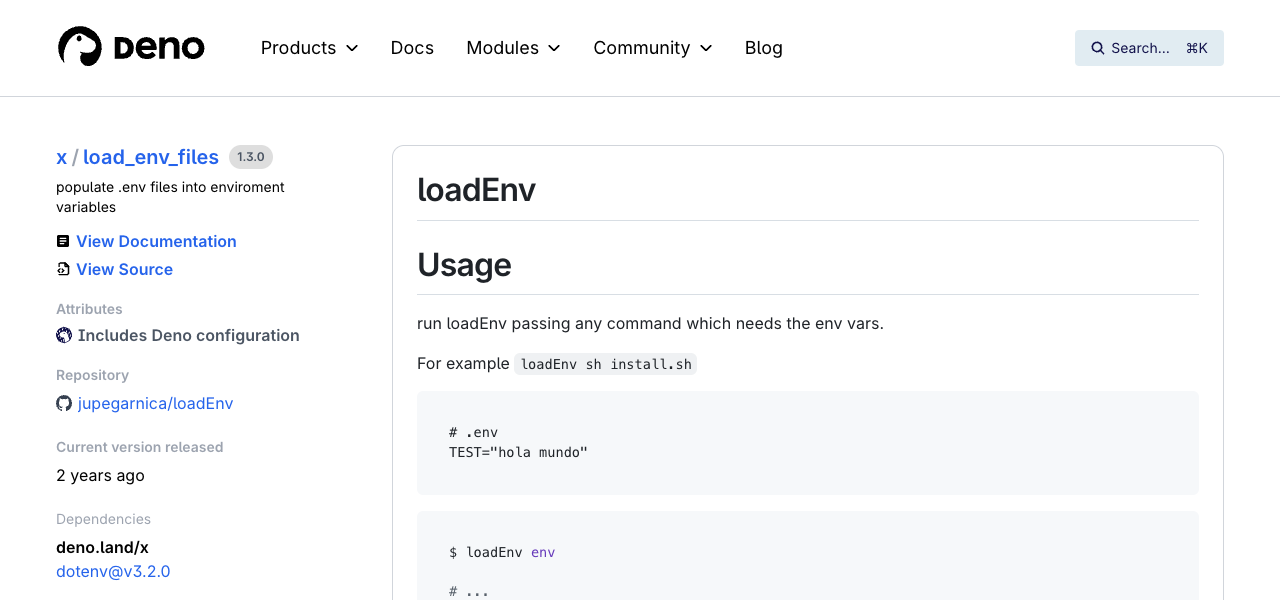 DENO
Products
Docs
Modules
Community
Blog
Search... ⌘K
x / load_env_files 1.3.0
populate .env files into enviroment
variables
View Documentation
View Source
Attributes
Includes Deno configuration
Repository
jupegarnica/loadEnv
Current version released
2 years ago
Dependencies
deno.land/x
dotenv@v3.2.0
loadEnv
Usage
run loadEnv passing any command which needs the env vars.
For example loadEnv sh install.sh
# .env
TEST="hola mundo"
$ loadEnv env
# ...